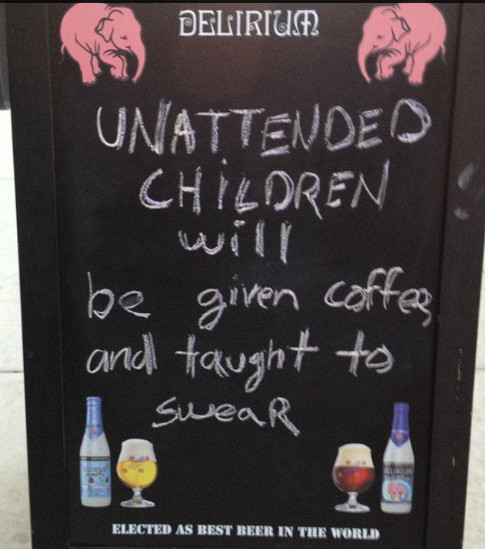 DELIRIUM
UNATTENDED
CHiLDREN
will
be given coffee
and taught to
sweaR
ELECTED AS BEST BEER IN THE WORLD